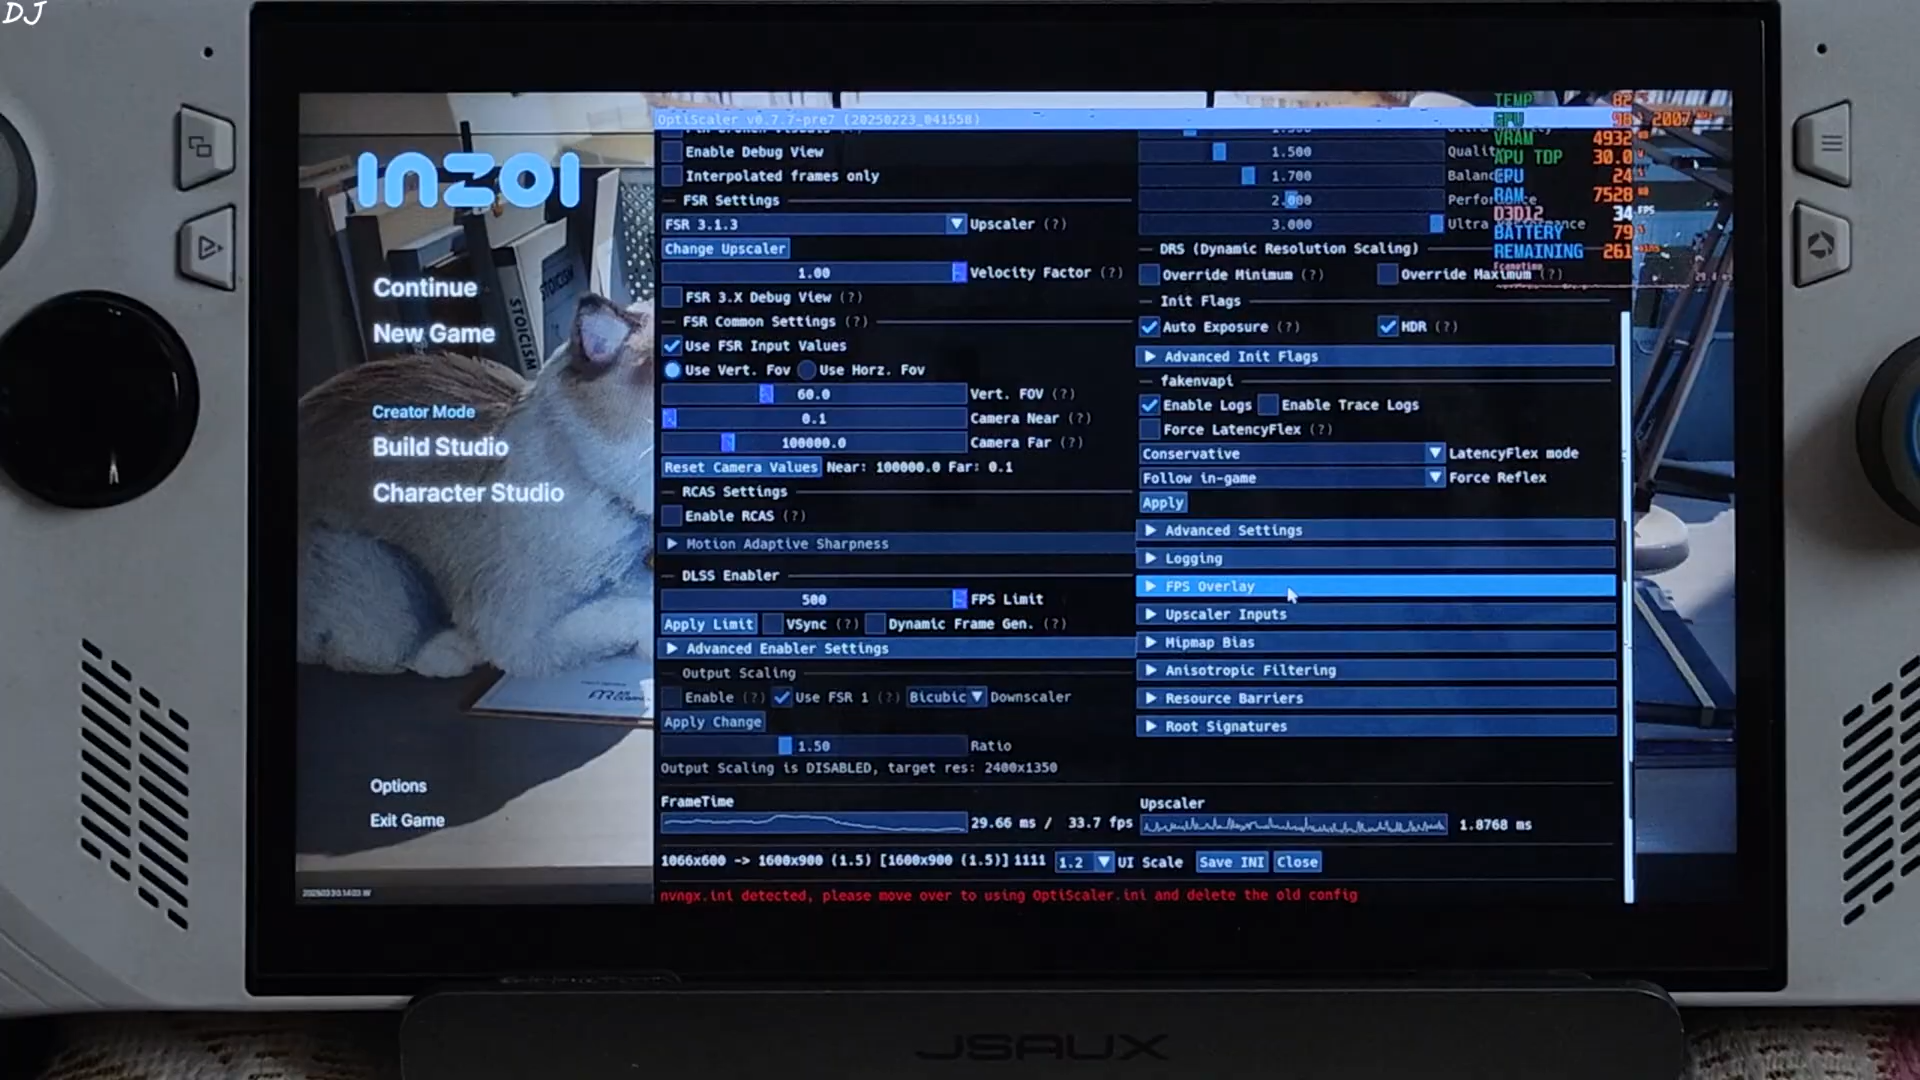 DJ
INZOI
Continue
New Game
Creator Mode
Build Studio
Character Studio
Options
Exit Game
STOICISM
STOICISM
OptiScaler v0.7.7-pre7 (20250223_041558)
Enable Debug View
Interpolated frames only
FSR Settings
FSR 3.1.3 Upscaler (?)
Change Upscaler
1.00 Velocity Factor (?)
FSR 3.X Debug View (?)
FSR Common Settings (?)
Use FSR Input Values
Use Vert. Fov Use Horz. Fov
60.0 Vert. FOV (?)
0.1 Camera Near (?)
100000.0 Camera Far (?)
Reset Camera Values Near: 100000.0 Far: 0.1
RCAS Settings
Enable RCAS (?)
Motion Adaptive Sharpness
DLSS Enabler
500 FPS Limit
Apply Limit VSync (?) Dynamic Frame Gen. (?)
Advanced Enabler Settings
Output Scaling
Enable (?) Use FSR 1 (?) Bicubic Downscaler
Apply Change
1.50 Ratio
Output Scaling is DISABLED, target res: 2400x1350
FrameTime
29.66 ms / 33.7 fps
1.500
1.700
2.000
3.000
DRS (Dynamic Resolution Scaling)
Override Minimum (?) Override Maximum (?)
Init Flags
Auto Exposure (?) HDR (?)
Advanced Init Flags
fakenvapi
Enable Logs Enable Trace Logs
Force LatencyFlex (?)
Conservative LatencyFlex mode
Follow in-game Force Reflex
Apply
Advanced Settings
Logging
FPS Overlay
Upscaler Inputs
Mipmap Bias
Anisotropic Filtering
Resource Barriers
Root Signatures
Upscaler
1.8768 ms
1066x600 -> 1600x900 (1.5) [1600x900 (1.5)] 1111 1.2 UI Scale Save INI Close
nvngx.ini detected, please move over to using OptiScaler.ini and delete the old config
TEMP 82
GPU 98 2007
VRAM 4932
APU TDP 30.0
CPU 24
RAM 7528
D3D12 34 FPS
BATTERY 79
REMAINING 261
JSAUX